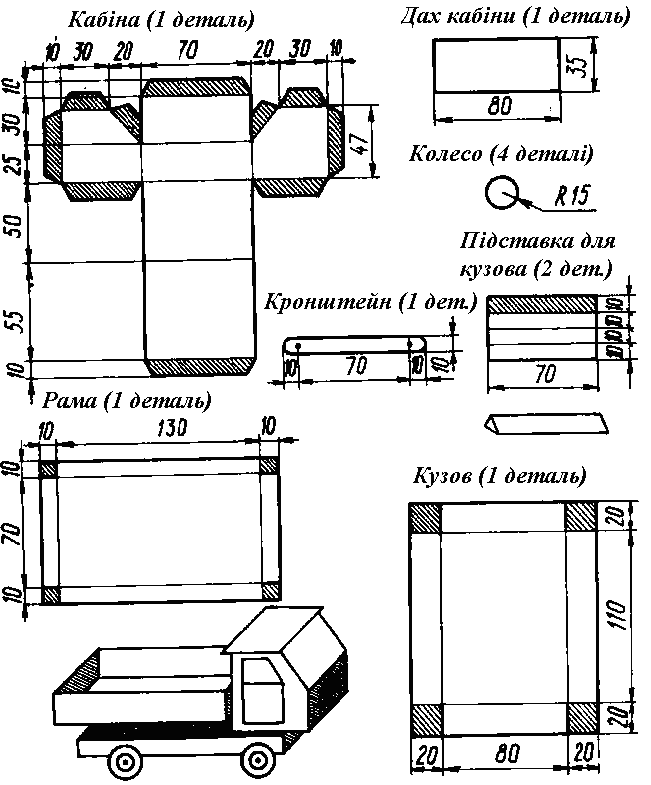 Кабіна (1 деталь)
10 30 20 70 20 30 10
10
30
25
50
55
10
47
Дах кабіни (1 деталь)
35
80
Колесо (4 деталі)
R15
Підставка для
кузова (2 дет.)
10
10
10
10
70
Кронштейн (1 дет.)
10 70 10
10
Рама (1 деталь)
10 130 10
10
70
10
Кузов (1 деталь)
20
110
20
20 80 20